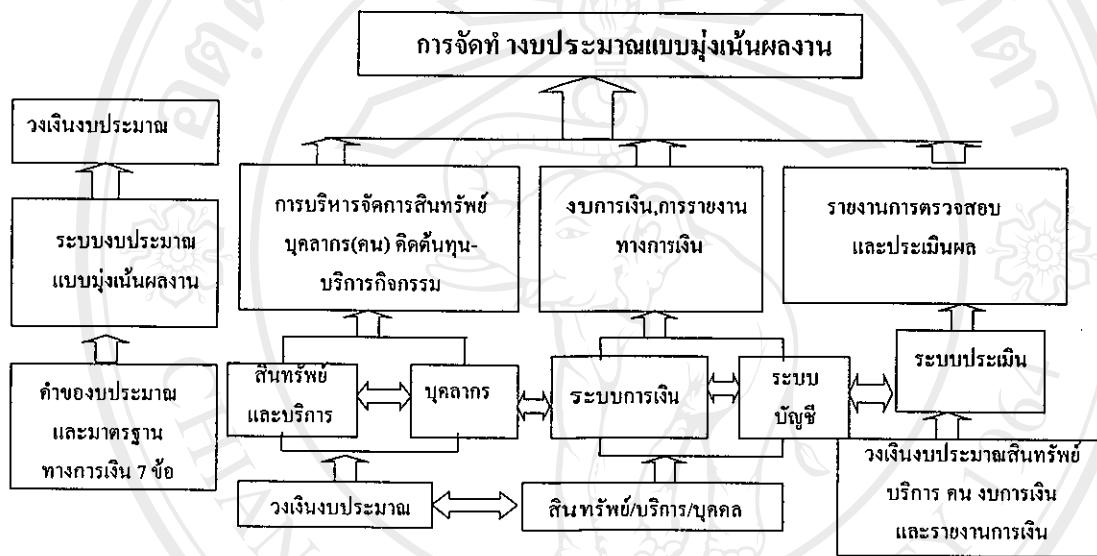 การจัดทำงบประมาณแบบมุ่งเน้นผลงาน
วงเงินงบประมาณ
ระบบงบประมาณ
แบบมุ่งเน้นผลงาน
คำของบประมาณ
และมาตรฐาน
ทางการเงิน 7 ข้อ
การบริหารจัดการสินทรัพย์
บุคลากร(คน) คิดต้นทุน-
บริการกิจกรรม
งบการเงิน,การรายงาน
ทางการเงิน
รายงานการตรวจสอบ
และประเมินผล
สินทรัพย์
และบริการ
บุคลากร
ระบบการเงิน
ระบบ
บัญชี
ระบบประเมิน
วงเงินงบประมาณ
สินทรัพย์/บริการ/บุคคล
วงเงินงบประมาณสินทรัพย์
บริการ คน งบการเงิน
และรายงานการเงิน